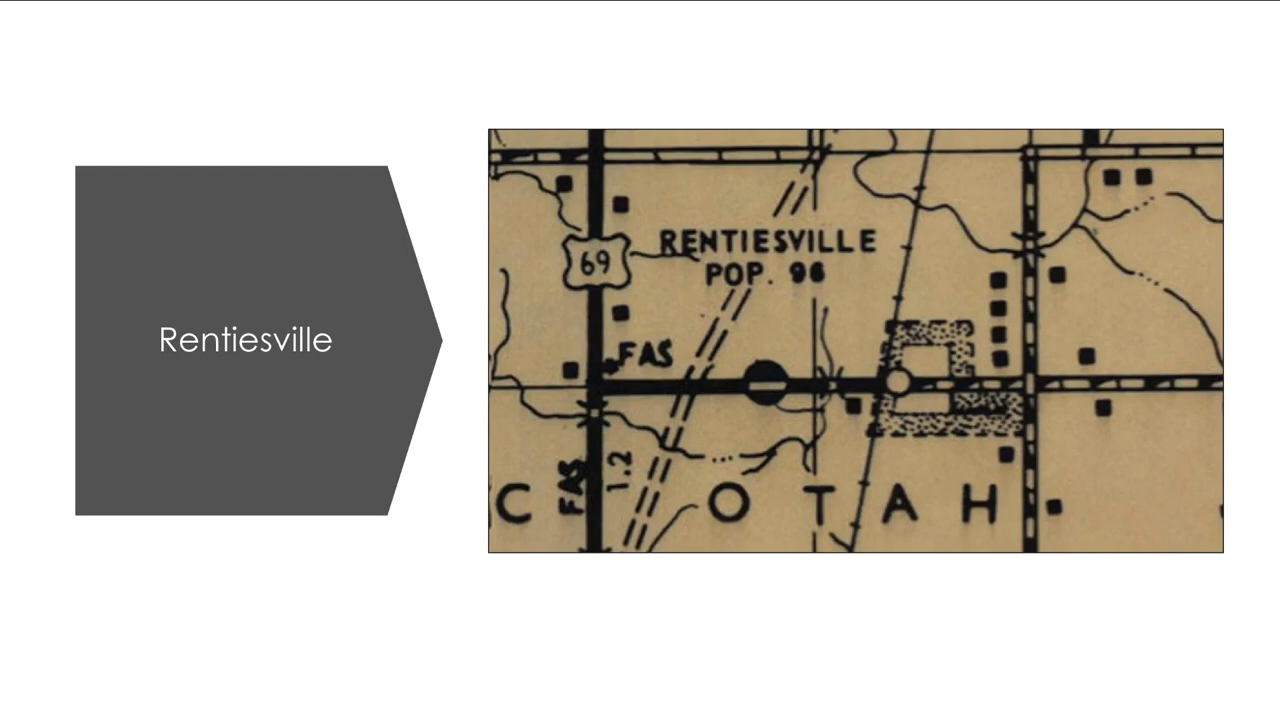 Rentiesville
RENTIESVILLE
POP. 96
69
FAS
FAS
1.2
C O T A H